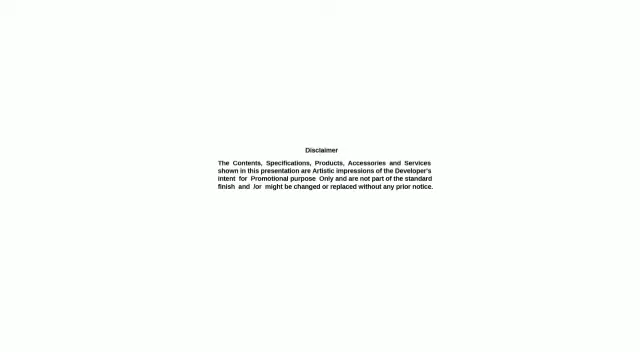 Disclaimer
The Contents, Specifications, Products, Accessories and Services
shown in this presentation are Artistic impressions of the Developer's
intent for Promotional purpose Only and are not part of the standard
finish and /or might be changed or replaced without any prior notice.